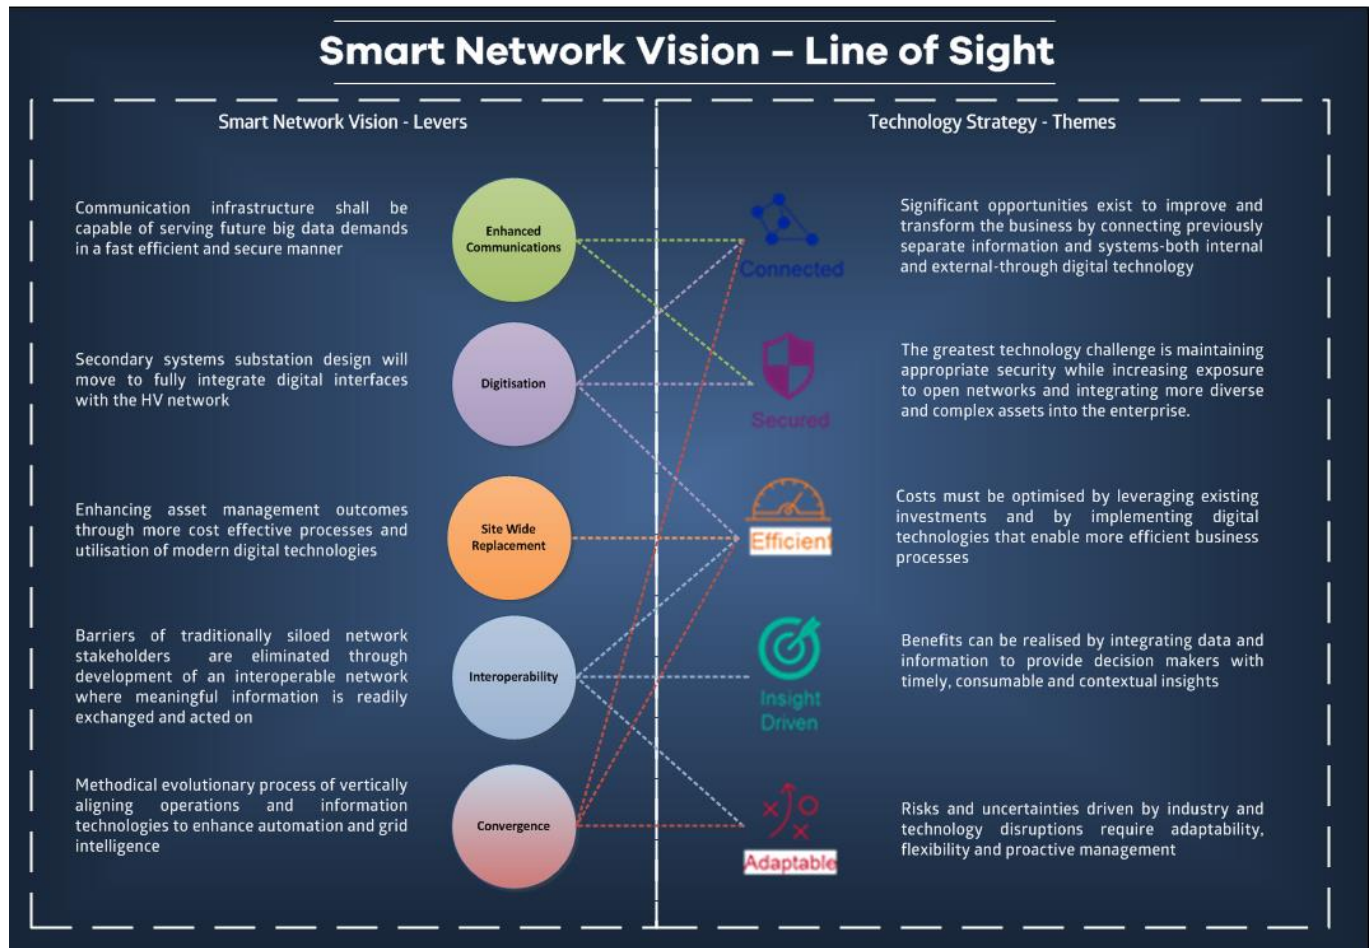 Smart Network Vision – Line of Sight
Smart Network Vision - Levers
Communication infrastructure shall be
capable of serving future big data demands
in a fast efficient and secure manner
Enhanced
Communications
Secondary systems substation design will
move to fully integrate digital interfaces
with the HV network
Digitisation
Enhancing asset management outcomes
through more cost effective processes and
utilisation of modern digital technologies
Site Wide
Replacement
Barriers of traditionally siloed network
stakeholders are eliminated through
development of an interoperable network
where meaningful information is readily
exchanged and acted on
Interoperability
Methodical evolutionary process of vertically
aligning operations and information
technologies to enhance automation and grid
intelligence
Convergence
Technology Strategy - Themes
Connected
Significant opportunities exist to improve and
transform the business by connecting previously
separate information and systems-both internal
and external-through digital technology
Secured
The greatest technology challenge is maintaining
appropriate security while increasing exposure
to open networks and integrating more diverse
and complex assets into the enterprise.
Efficient
Costs must be optimised by leveraging existing
investments and by implementing digital
technologies that enable more efficient business
processes
Insight
Driven
Benefits can be realised by integrating data and
information to provide decision makers with
timely, consumable and contextual insights
Adaptable
Risks and uncertainties driven by industry and
technology disruptions require adaptability,
flexibility and proactive management